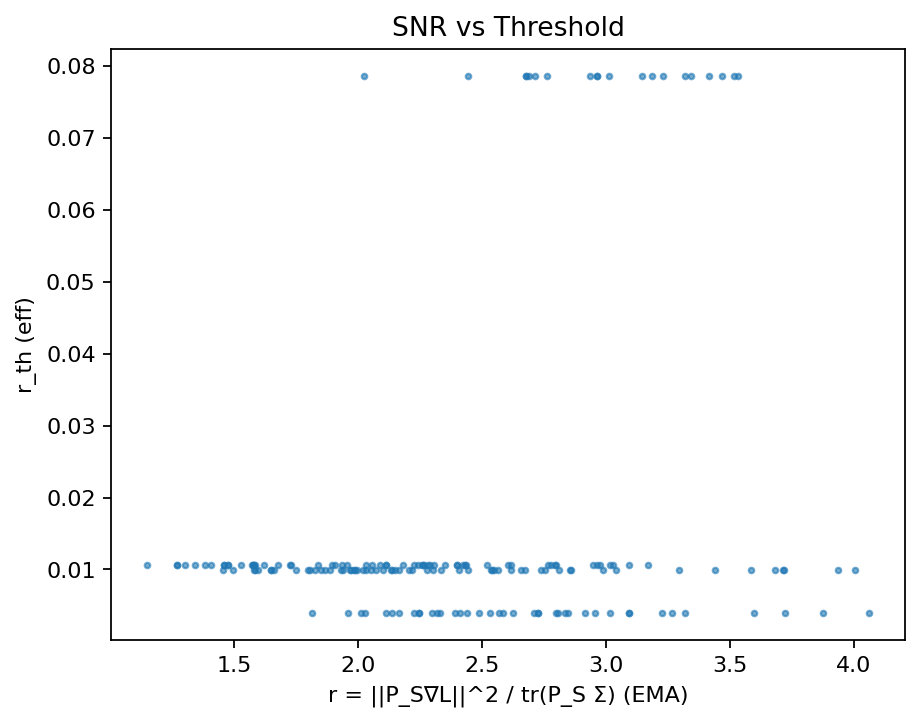 SNR vs Threshold
r_th (eff)
0.08
0.07
0.06
0.05
0.04
0.03
0.02
0.01
1.5 2.0 2.5 3.0 3.5 4.0
r = ||P_S∇L||^2 / tr(P_S Σ) (EMA)